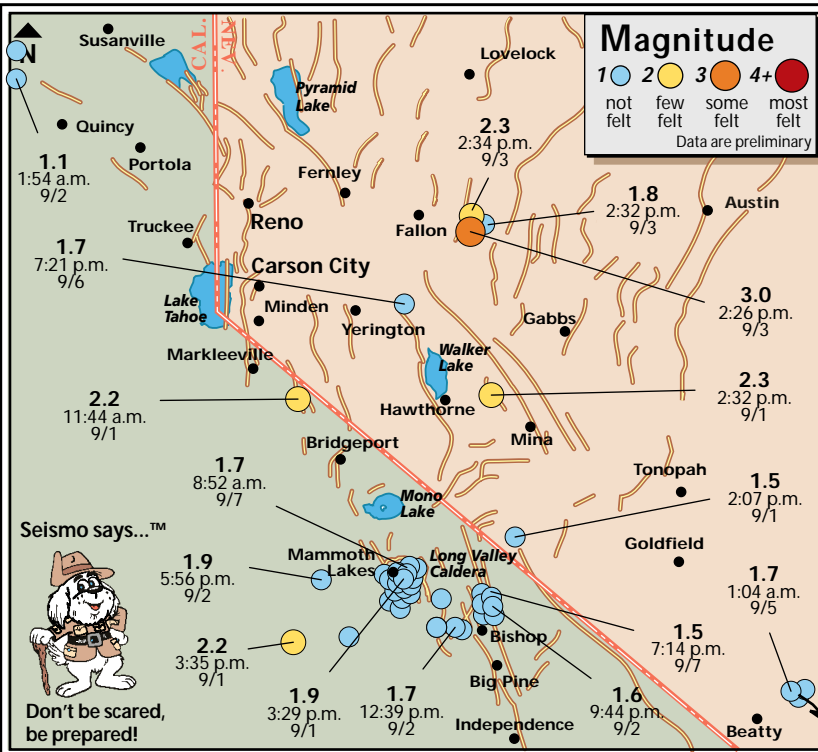 N
Susanville
CAL.
NEV.
Lovelock
Magnitude
1 2 3 4+
not felt
few felt
some felt
most felt
Data are preliminary
Pyramid
Lake
Quincy
Portola
1.1
1:54 a.m.
9/2
Fernley
2.3
2:34 p.m.
9/3
1.8
2:32 p.m.
9/3
Austin
Reno
Fallon
Truckee
1.7
7:21 p.m.
9/6
Carson City
Lake
Tahoe
Minden
Yerington
Gabbs
3.0
2:26 p.m.
9/3
Markleeville
Walker
Lake
2.2
11:44 a.m.
9/1
Hawthorne
2.3
2:32 p.m.
9/1
Mina
Bridgeport
1.7
8:52 a.m.
9/7
Mono
Lake
Tonopah
1.5
2:07 p.m.
9/1
Goldfield
Seismo says...™
1.9
5:56 p.m.
9/2
Mammoth
Lakes
Long Valley
Caldera
1.7
1:04 a.m.
9/5
2.2
3:35 p.m.
9/1
Bishop
1.5
7:14 p.m.
9/7
Big Pine
1.9
3:29 p.m.
9/1
1.7
12:39 p.m.
9/2
1.6
9:44 p.m.
9/2
Independence
Beatty
Don't be scared,
be prepared!